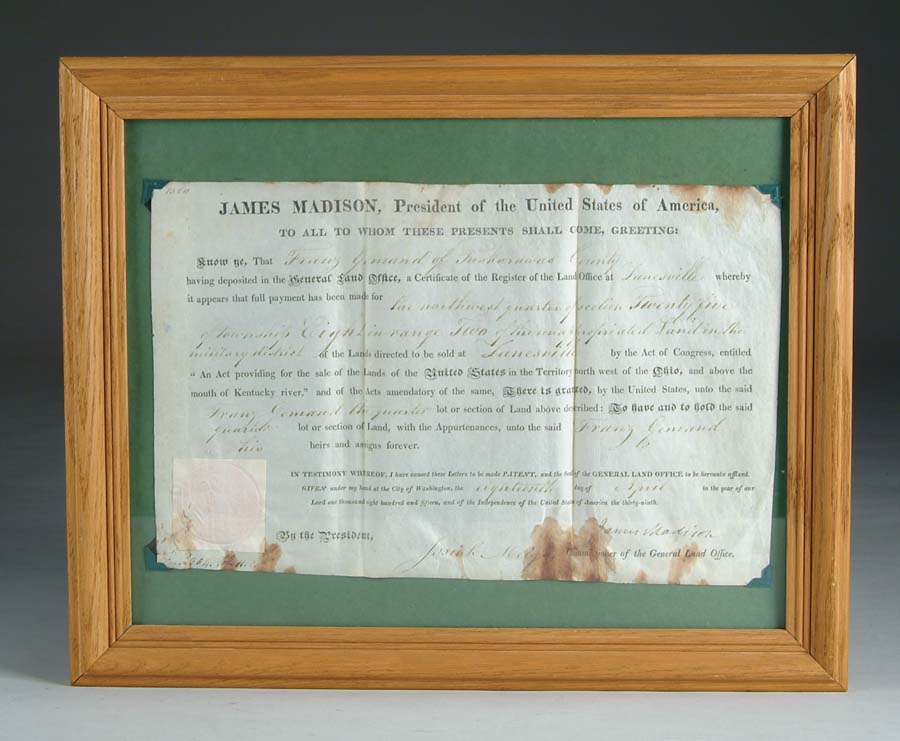 JAMES MADISON, President of the United States of America,
TO ALL TO WHOM THESE PRESENTS SHALL COME, GREETING:
Know ye, That Franz Gemand of Tuskarawas County
having deposited in the General Land Office, a Certificate of the Register of the Land Office at Zanesville whereby
it appears that full payment has been made for the northwest quarter of section Twenty five
of township Eight in range Two of the unappropriated Land in the
military district of the Lands directed to be sold at Zanesville by the Act of Congress, entitled
"An Act providing for the sale of the Lands of the United States in the Territory north west of the Ohio, and above the
mouth of Kentucky river," and of the Acts amendatory of the same, There is granted, by the United States, unto the said
Franz Gemand the quarter lot or section of Land above decribed: To have and to hold the said
quarter lot or section of Land, with the Appurtenances, unto the said Franz Gemand
his heirs and assigns forever.
IN TESTIMONY WHEREOF, I have caused these Letters to be made PATENT, and the Seal of the GENERAL LAND OFFICE to be hereunto affixed.
GIVEN under my hand at the City of Washington, the eighteenth day of April in the year of our
Lord one thousand eight hundred and fifteen, and of the Independence of the United States of America the thirty-ninth.
James Madison
By the President,
Josiah Meigs Commissioner of the General Land Office.